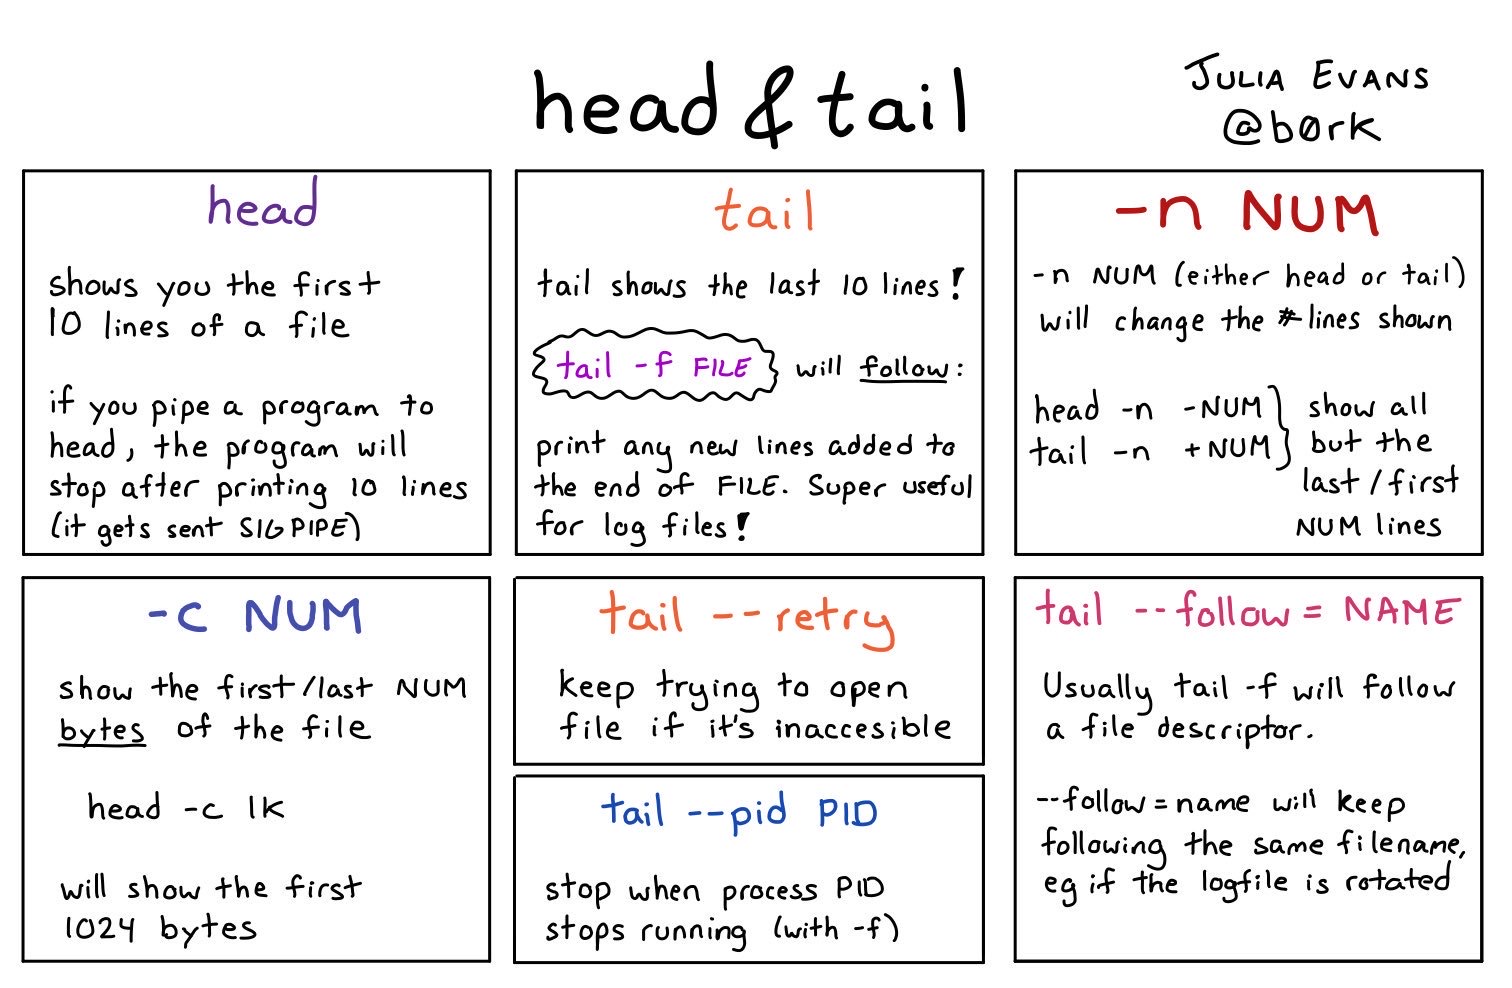 head & tail
JULIA EVANS
@b0rk
head
shows you the first
10 lines of a file
if you pipe a program to
head, the program will
stop after printing 10 lines
(it gets sent SIGPIPE)
tail
tail shows the last 10 lines!
tail -f FILE will follow:
print any new lines added to
the end of FILE. Super useful
for log files!
-n NUM
-n NUM (either head or tail)
will change the # lines shown
head -n -NUM } show all
tail -n +NUM but the
last/first
NUM lines
-c NUM
show the first/last NUM
bytes of the file
head -c 1k
will show the first
1024 bytes
tail --retry
keep trying to open
file if it's inaccesible
tail --pid PID
stop when process PID
stops running (with -f)
tail --follow=NAME
Usually tail -f will follow
a file descriptor.
--follow=name will keep
following the same filename,
eg if the logfile is rotated